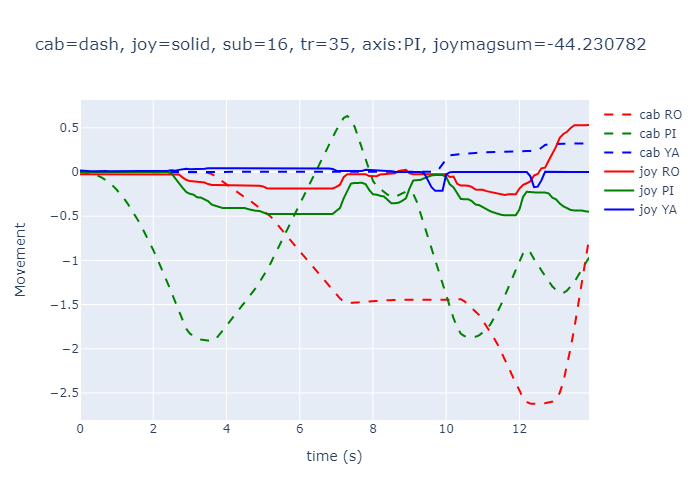 cab=dash, joy=solid, sub=16, tr=35, axis:PI, joymagsum=-44.230782
cab RO
cab PI
cab YA
joy RO
joy PI
joy YA
0.5
0
−0.5
−1
−1.5
−2
−2.5
Movement
0 2 4 6 8 10 12
time (s)